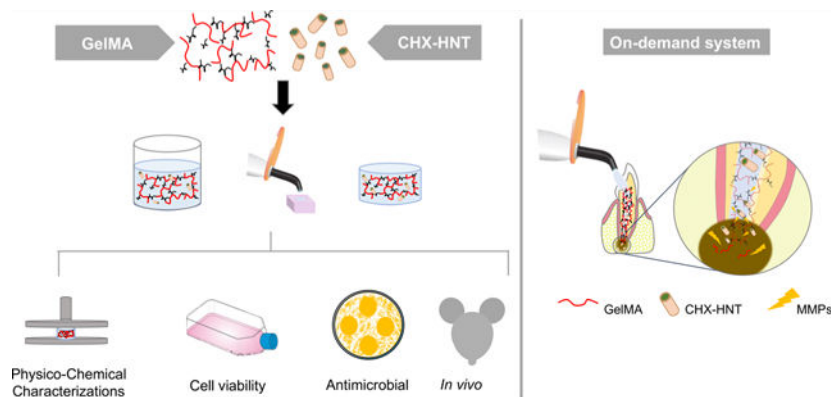 GelMA
CHX-HNT
Physico-Chemical
Characterizations
Cell viability
Antimicrobial
In vivo
On-demand system
GelMA
CHX-HNT
MMPs